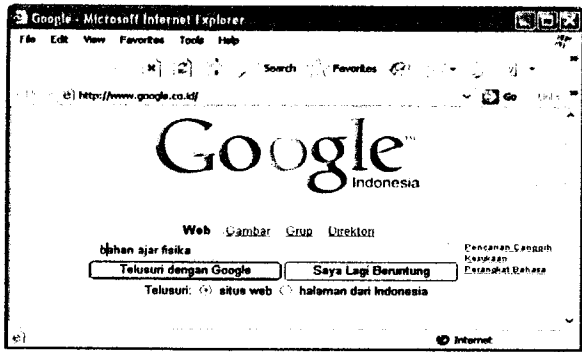 Google - Microsoft Internet Explorer
File Edit View Favorites Tools Help
Search Favorites
http://www.google.co.id/ Go
Google™
Indonesia
Web Gambar Grup Direktori
bahan ajar fisika
Pencarian Canggih
Telusuri dengan Google Saya Lagi Beruntung
Perangkat Bahasa
Telusuri: situs web halaman dari Indonesia
Internet